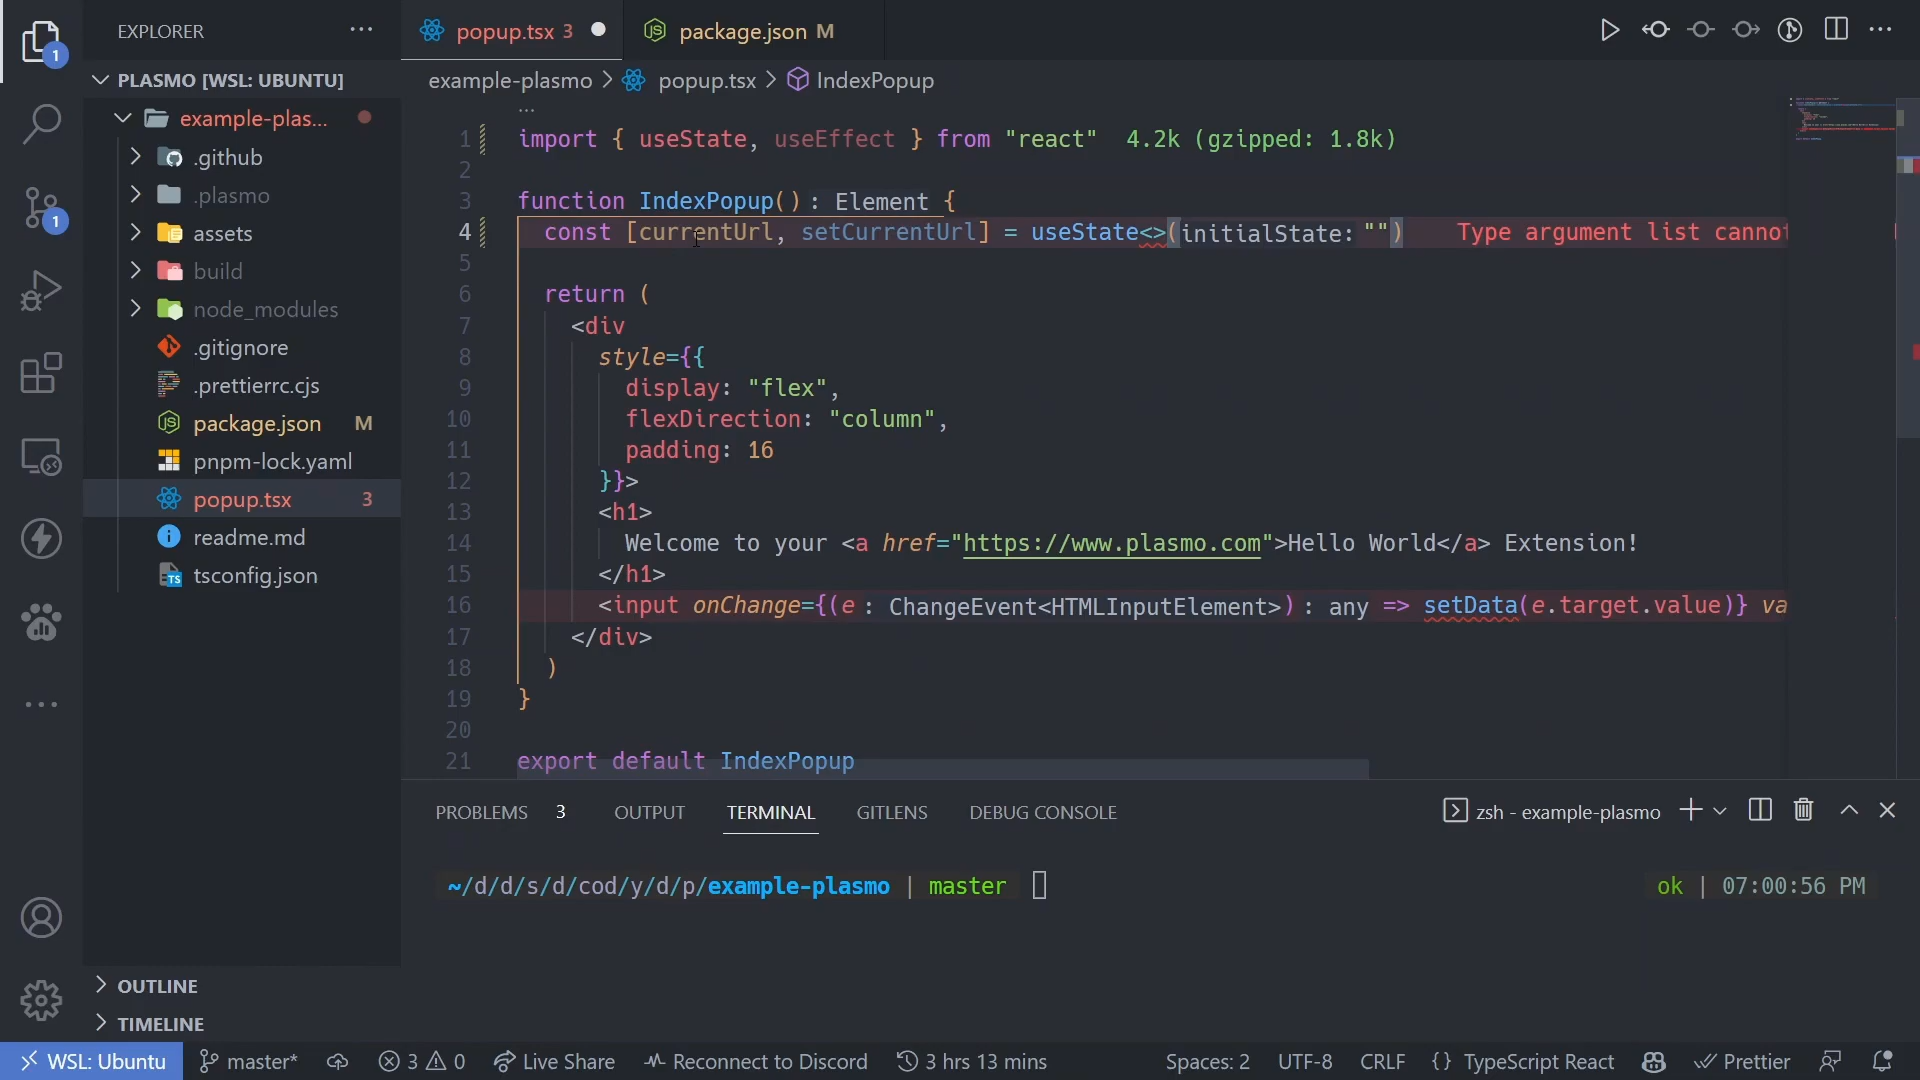 EXPLORER
popup.tsx 3
package.json M
1
PLASMO [WSL: UBUNTU]
example-plas...
.github
.plasmo
assets
build
node_modules
.gitignore
.prettierrc.cjs
package.json M
pnpm-lock.yaml
popup.tsx 3
readme.md
tsconfig.json
OUTLINE
TIMELINE
1
example-plasmo > popup.tsx > IndexPopup
...
1 import { useState, useEffect } from "react" 4.2k (gzipped: 1.8k)
2
3 function IndexPopup(): Element {
4 const [currentUrl, setCurrentUrl] = useState<>(initialState: "") Type argument list cannot
5
6 return (
7 <div
8 style={{
9 display: "flex",
10 flexDirection: "column",
11 padding: 16
12 }}>
13 <h1>
14 Welcome to your <a href="https://www.plasmo.com">Hello World</a> Extension!
15 </h1>
16 <input onChange={(e: ChangeEvent<HTMLInputElement>): any => setData(e.target.value)} va
17 </div>
18 )
19 }
20
21 export default IndexPopup
PROBLEMS 3 OUTPUT TERMINAL GITLENS DEBUG CONSOLE
zsh - example-plasmo
~/d/d/s/d/cod/y/d/p/example-plasmo | master
ok | 07:00:56 PM
WSL: Ubuntu master* 3 0 Live Share Reconnect to Discord 3 hrs 13 mins
Spaces: 2 UTF-8 CRLF {} TypeScript React Prettier